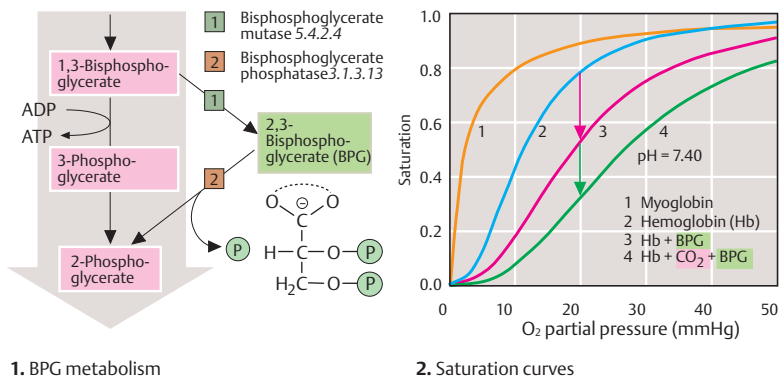 1 Bisphosphoglycerate
mutase 5.4.2.4
2 Bisphosphoglycerate
phosphatase3.1.3.13
1,3-Bisphospho-
glycerate
ADP
ATP
1
2,3-
Bisphospho-
glycerate (BPG)
3-Phospho-
glycerate
2
P
2-Phospho-
glycerate
O O
⊖
C
H C O P
H₂C O P
1. BPG metabolism
Saturation
1.0
0.8
0.6
0.4
0.2
0.0
1 2 3 4
pH = 7.40
1 Myoglobin
2 Hemoglobin (Hb)
3 Hb + BPG
4 Hb + CO₂ + BPG
0 10 20 30 40 50
O₂ partial pressure (mmHg)
2. Saturation curves